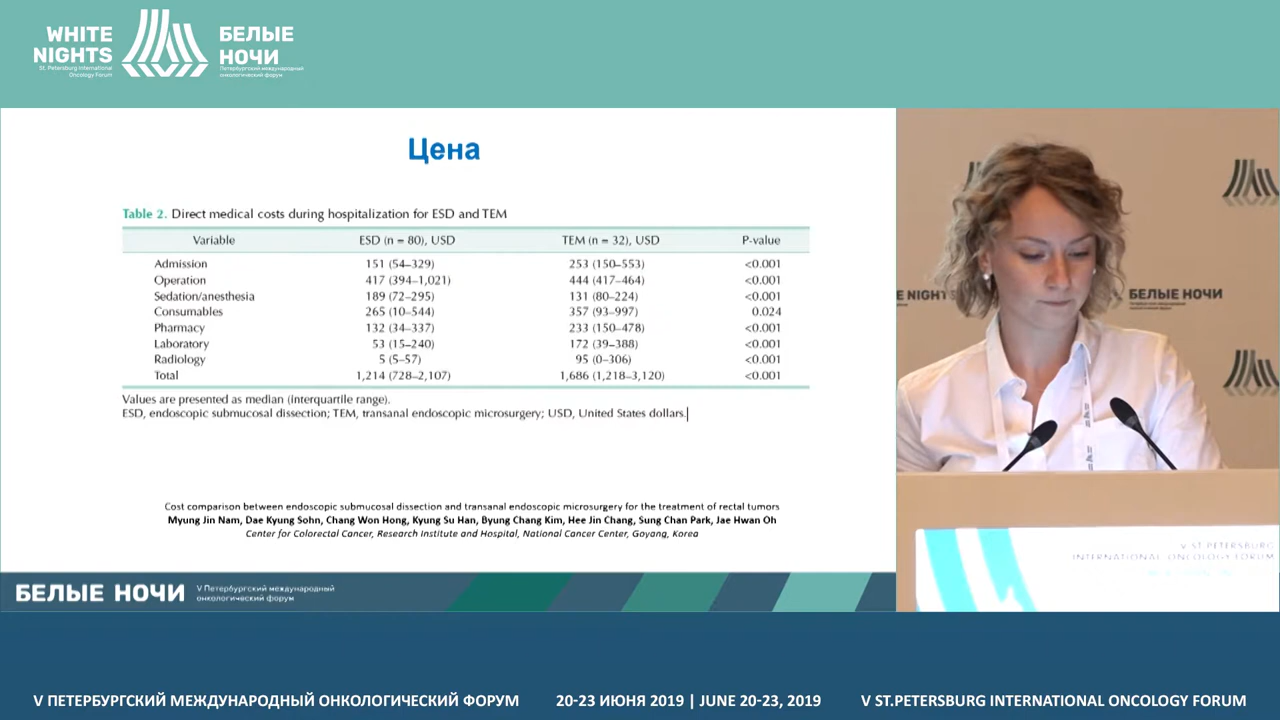 WHITE NIGHTS
St. Petersburg International Oncology Forum
БЕЛЫЕ НОЧИ
Петербургский международный онкологический форум
Цена
Table 2. Direct medical costs during hospitalization for ESD and TEM
Variable ESD (n = 80), USD TEM (n = 32), USD P-value
Admission 151 (54–329) 253 (150–553) <0.001
Operation 417 (394–1,021) 444 (417–464) <0.001
Sedation/anesthesia 189 (72–295) 131 (80–224) <0.001
Consumables 265 (10–544) 357 (93–997) 0.024
Pharmacy 132 (34–337) 233 (150–478) <0.001
Laboratory 53 (15–240) 172 (39–388) <0.001
Radiology 5 (5–57) 95 (0–306) <0.001
Total 1,214 (728–2,107) 1,686 (1,218–3,120) <0.001
Values are presented as median (interquartile range).
ESD, endoscopic submucosal dissection; TEM, transanal endoscopic microsurgery; USD, United States dollars.
Cost comparison between endoscopic submucosal dissection and transanal endoscopic microsurgery for the treatment of rectal tumors
Myung Jin Nam, Dae Kyung Sohn, Chang Won Hong, Kyung Su Han, Byung Chang Kim, Hee Jin Chang, Sung Chan Park, Jae Hwan Oh
Center for Colorectal Cancer, Research Institute and Hospital, National Cancer Center, Goyang, Korea
БЕЛЫЕ НОЧИ
V Петербургский международный
онкологический форум
E NIGHTS
БЕЛЫЕ НОЧИ
V ST.PETERSBURG
INTERNATIONAL ONCOLOGY FORUM
V ПЕТЕРБУРГСКИЙ МЕЖДУНАРОДНЫЙ ОНКОЛОГИЧЕСКИЙ ФОРУМ 20-23 ИЮНЯ 2019 | JUNE 20-23, 2019 V ST.PETERSBURG INTERNATIONAL ONCOLOGY FORUM